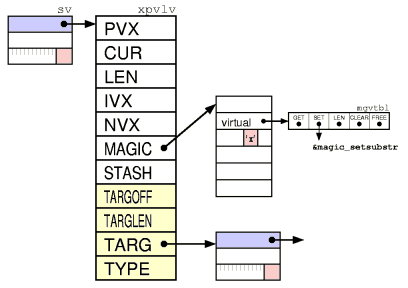 sv
xpvlv
PVX
CUR
LEN
IVX
NVX
MAGIC
STASH
TARGOFF
TARGLEN
TARG
TYPE
virtual
'x'
mgvtbl
GET SET LEN CLEAR FREE
&magic_setsubstr